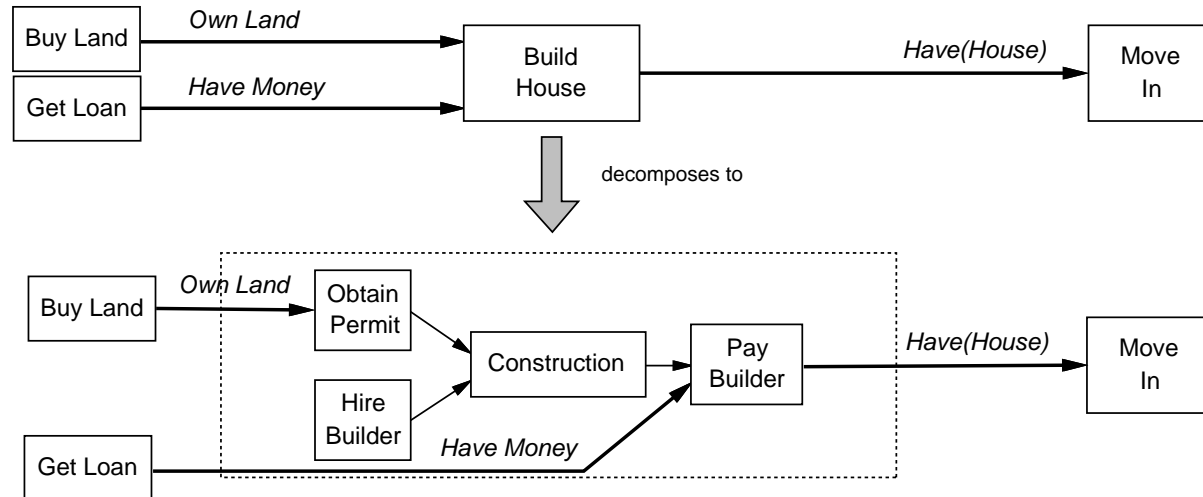 Own Land
Buy Land
Build
House
Have(House)
Move
In
Have Money
Get Loan
decomposes to
Own Land
Buy Land
Obtain
Permit
Construction
Pay
Builder
Have(House)
Move
In
Hire
Builder
Have Money
Get Loan